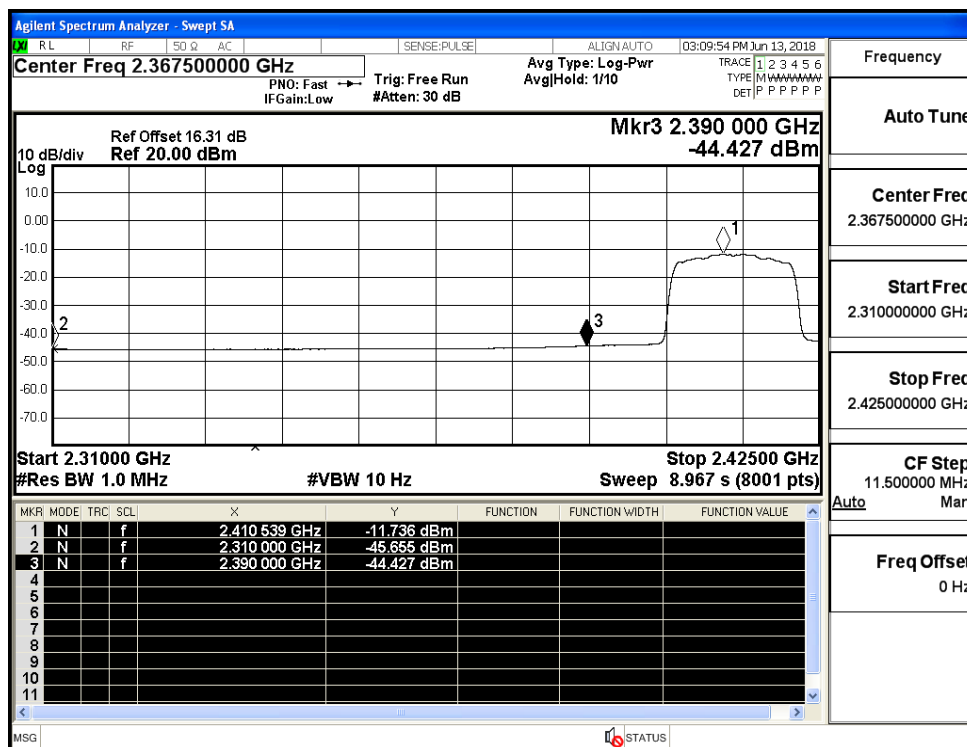 Agilent Spectrum Analyzer - Swept SA
LXI RL RF 50 Ω AC SENSE:PULSE ALIGN AUTO 03:09:54 PM Jun 13, 2018
Center Freq 2.367500000 GHz
PNO: Fast
IFGain:Low
Trig: Free Run
#Atten: 30 dB
Avg Type: Log-Pwr
Avg|Hold: 1/10
TRACE 1 2 3 4 5 6
TYPE M W W W W W
DET P P P P P P
Ref Offset 16.31 dB
Ref 20.00 dBm
10 dB/div
Log
Mkr3 2.390 000 GHz
-44.427 dBm
10.0
0.00
-10.0
-20.0
-30.0
-40.0
-50.0
-60.0
-70.0
1
2
3
Start 2.31000 GHz Stop 2.42500 GHz
#Res BW 1.0 MHz #VBW 10 Hz Sweep 8.967 s (8001 pts)
MKR MODE TRC SCL X Y FUNCTION FUNCTION WIDTH FUNCTION VALUE
1 N f 2.410 539 GHz -11.736 dBm
2 N f 2.310 000 GHz -45.655 dBm
3 N f 2.390 000 GHz -44.427 dBm
4
5
6
7
8
9
10
11
MSG STATUS
Frequency
Auto Tune
Center Freq
2.367500000 GHz
Start Freq
2.310000000 GHz
Stop Freq
2.425000000 GHz
CF Step
11.500000 MHz
Auto Man
Freq Offset
0 Hz